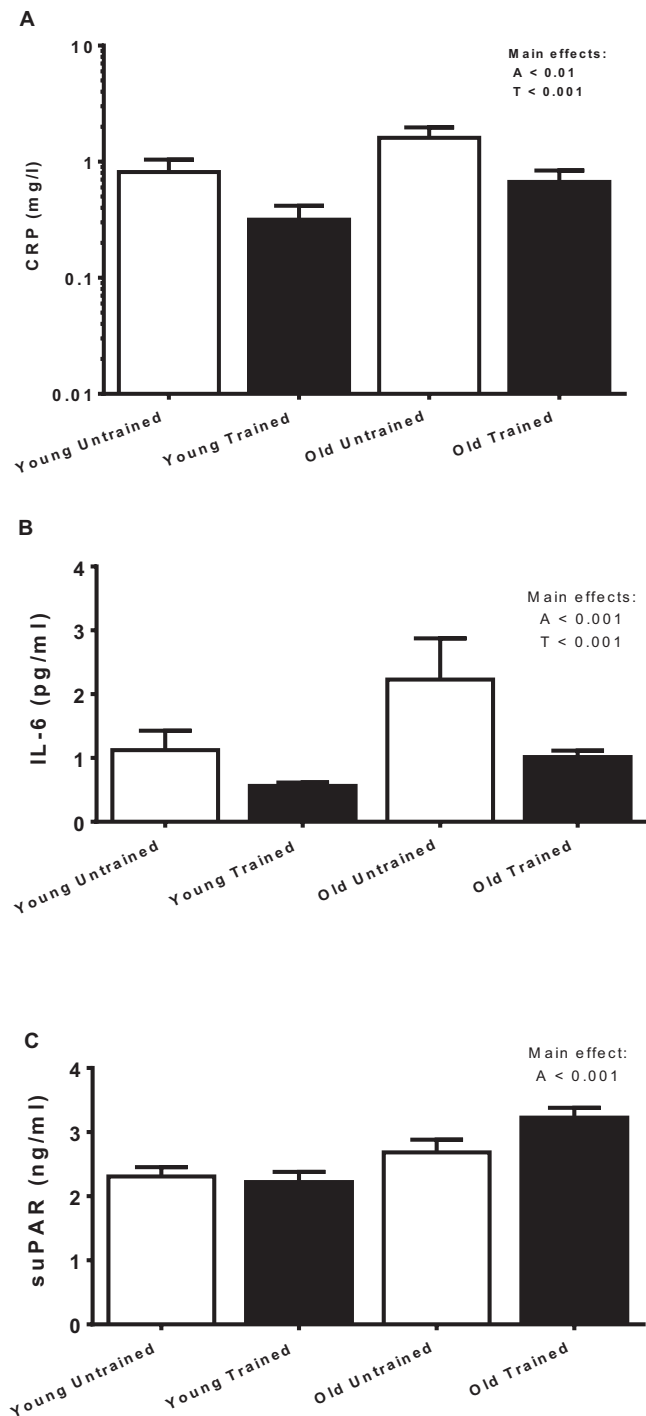 A
Main effects:
A < 0.01
T < 0.001
CRP (mg/l)
10
1
0.1
0.01
Young Untrained
Young Trained
Old Untrained
Old Trained
B
Main effects:
A < 0.001
T < 0.001
IL-6 (pg/ml)
4
3
2
1
0
Young Untrained
Young Trained
Old Untrained
Old Trained
C
Main effect:
A < 0.001
suPAR (ng/ml)
4
3
2
1
0
Young Untrained
Young Trained
Old Untrained
Old Trained